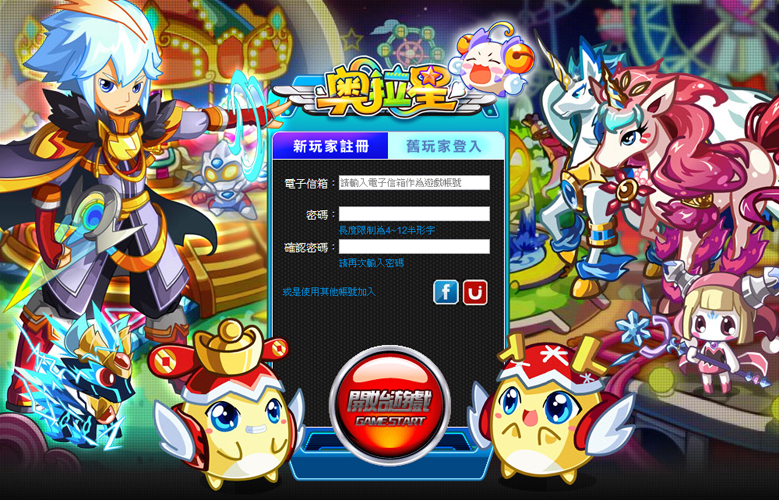 奧拉星
新玩家註冊 舊玩家登入
電子信箱：請輸入電子信箱作為遊戲帳號
密碼：
長度限制為4~12半形字
確認密碼：
請再次輸入密碼
或是使用其他帳號加入
f
開始遊戲
GAME START